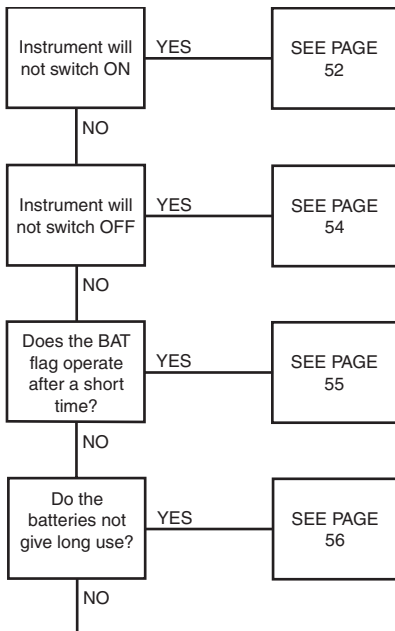 Instrument will
not switch ON
YES
SEE PAGE
52
NO
Instrument will
not switch OFF
YES
SEE PAGE
54
NO
Does the BAT
flag operate
after a short
time?
YES
SEE PAGE
55
NO
Do the
batteries not
give long use?
YES
SEE PAGE
56
NO